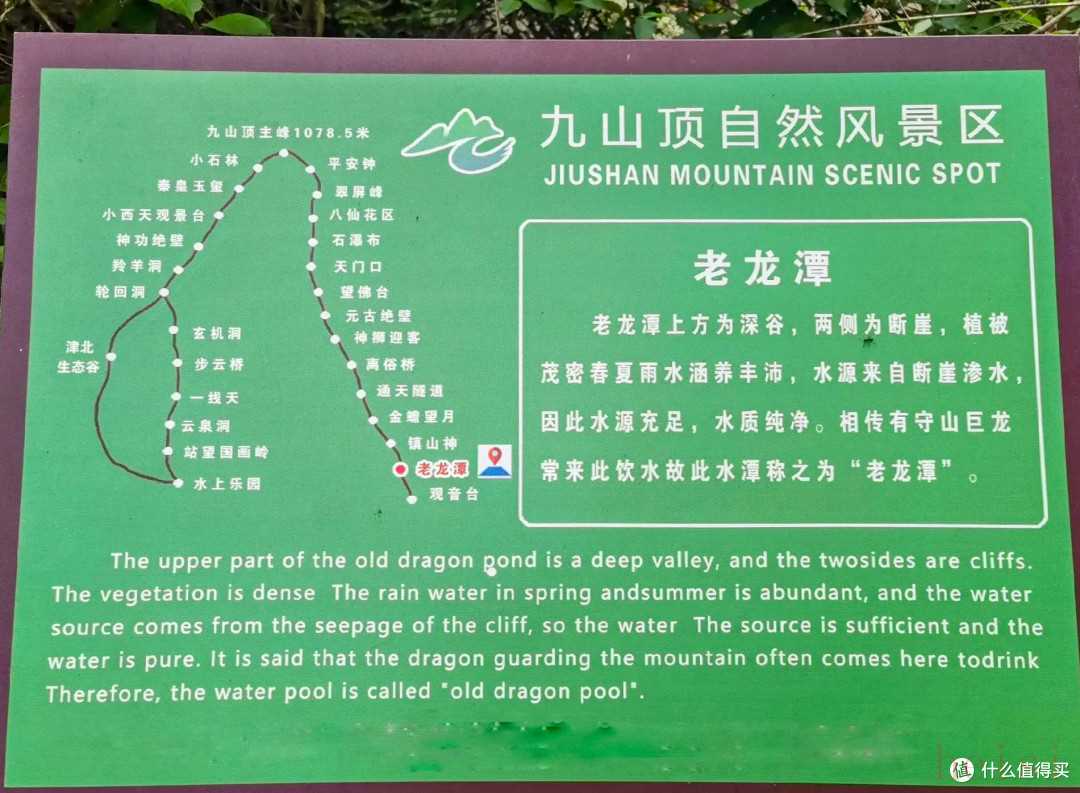 九山顶自然风景区
JIUSHAN MOUNTAIN SCENIC SPOT
九山顶主峰1078.5米
小石林
秦皇玉玺
小西天观景台
神功绝壁
羚羊洞
轮回洞
津北
生态谷
玄机洞
步云桥
一线天
云泉洞
站望国画岭
水上乐园
平安钟
翠屏峰
八仙花区
石瀑布
天门口
望佛台
元古绝壁
神狮迎客
离俗桥
通天隧道
金蟾望月
镇山神
老龙潭
观音台
老龙潭
老龙潭上方为深谷，两侧为断崖，植被
茂密春夏雨水涵养丰沛，水源来自断崖渗水，
因此水源充足，水质纯净。相传有守山巨龙
常来此饮水故此水潭称之为“老龙潭”。
The upper part of the old dragon pond is a deep valley, and the twosides are cliffs.
The vegetation is dense The rain water in spring andsummer is abundant, and the water
source comes from the seepage of the cliff, so the water The source is sufficient and the
water is pure. It is said that the dragon guarding the mountain often comes here todrink
Therefore, the water pool is called "old dragon pool".
值 什么值得买